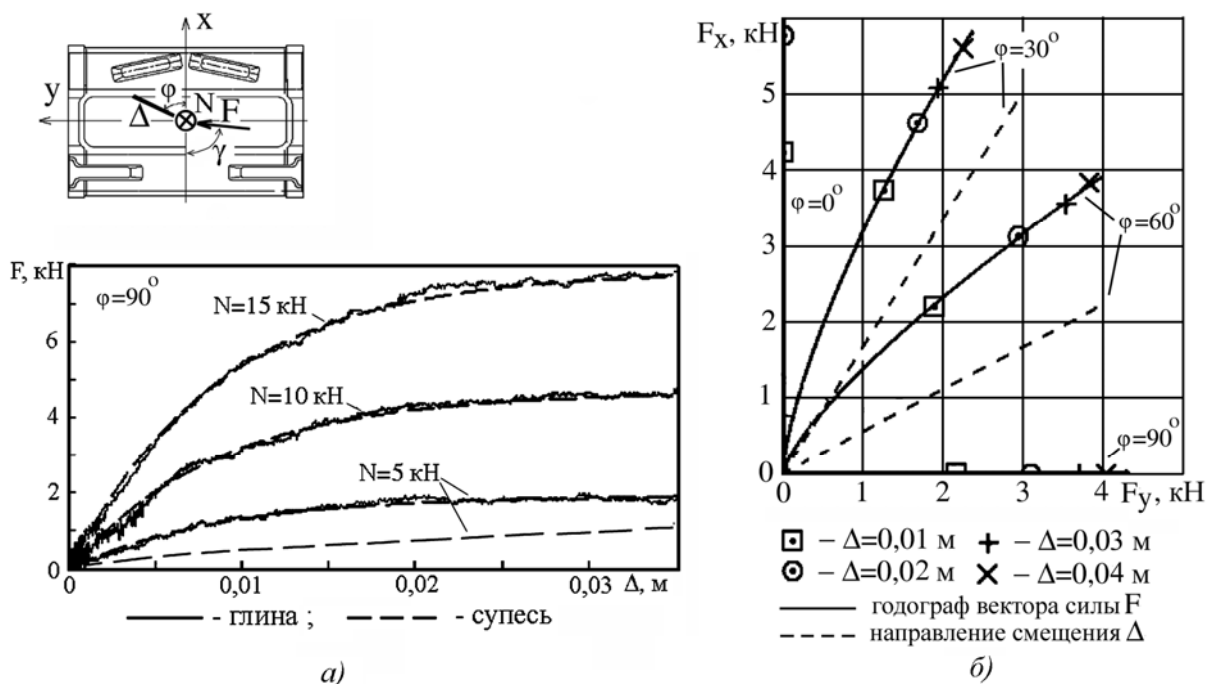 x
y
φ
N
Δ
F
γ
F, кН
φ=90°
N=15 кН
N=10 кН
N=5 кН
6
4
2
0
0 0,01 0,02 0,03 Δ, м
- глина ; - супесь
а)
Fx, кН
φ=30°
5
4
φ=0°
φ=60°
3
2
1
φ=90°
0
0 1 2 3 4 Fy, кН
– Δ=0,01 м – Δ=0,03 м
– Δ=0,02 м – Δ=0,04 м
годограф вектора силы F
направление смещения Δ
б)